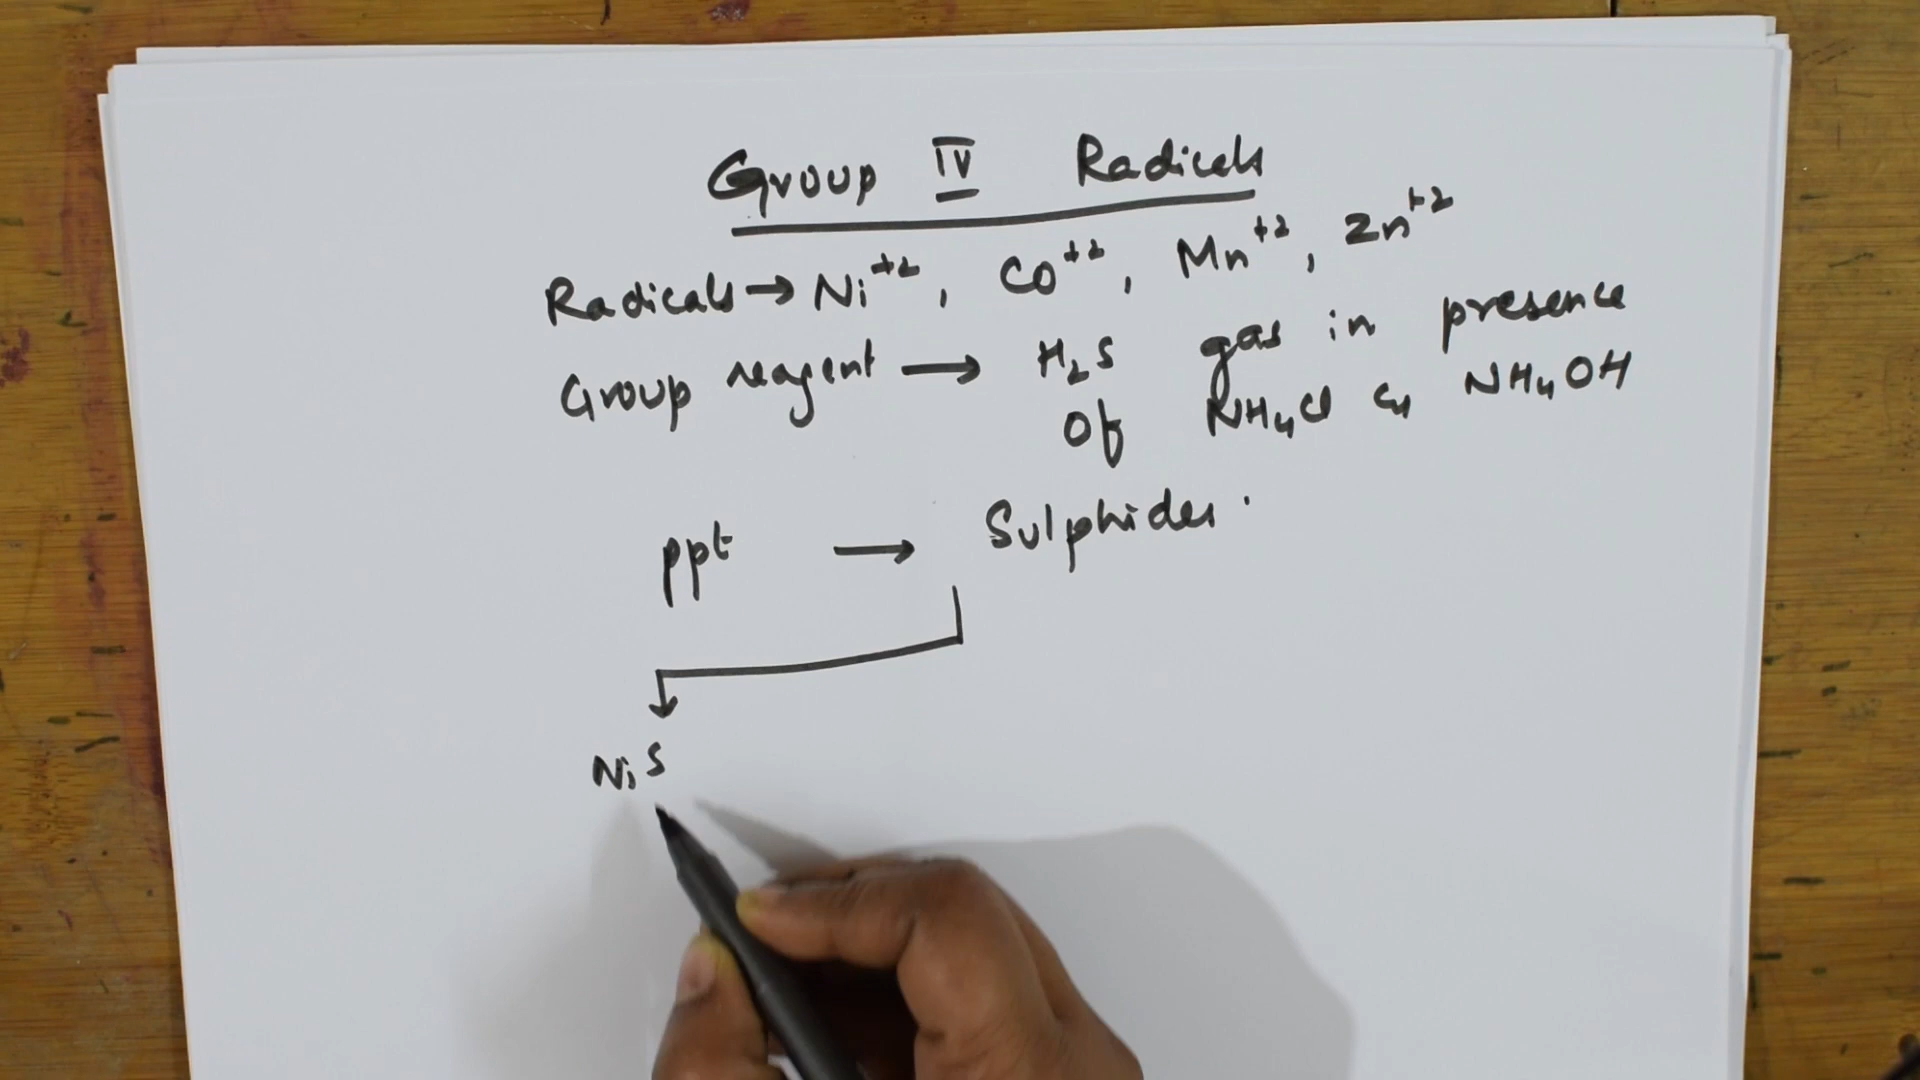 Group IV Radicals
Radicals → Ni⁺², Co⁺², Mn⁺², Zn⁺²
Group reagent → H₂S gas in presence
Of NH₄Cl & NH₄OH
ppt → Sulphides.
NiS